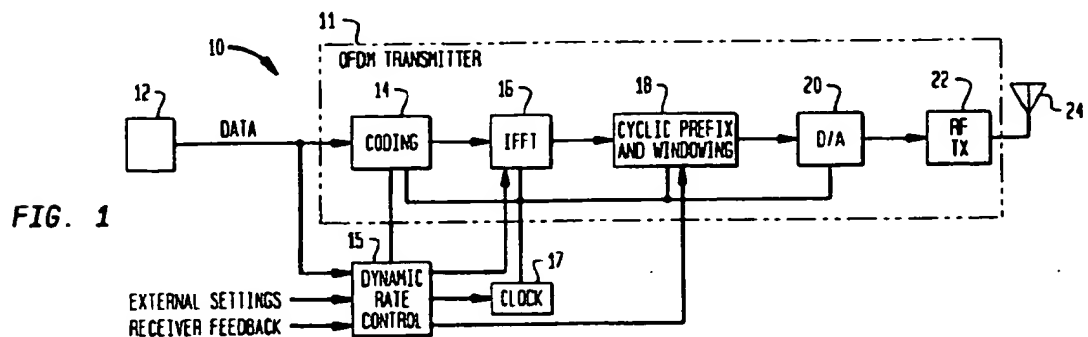 11
10
OFDM TRANSMITTER
12
14
16
18
20
22
24
DATA
CODING
IFFT
CYCLIC PREFIX
AND WINDOWING
D/A
RF
TX
FIG. 1
15
17
DYNAMIC
RATE
CONTROL
CLOCK
EXTERNAL SETTINGS
RECEIVER FEEDBACK